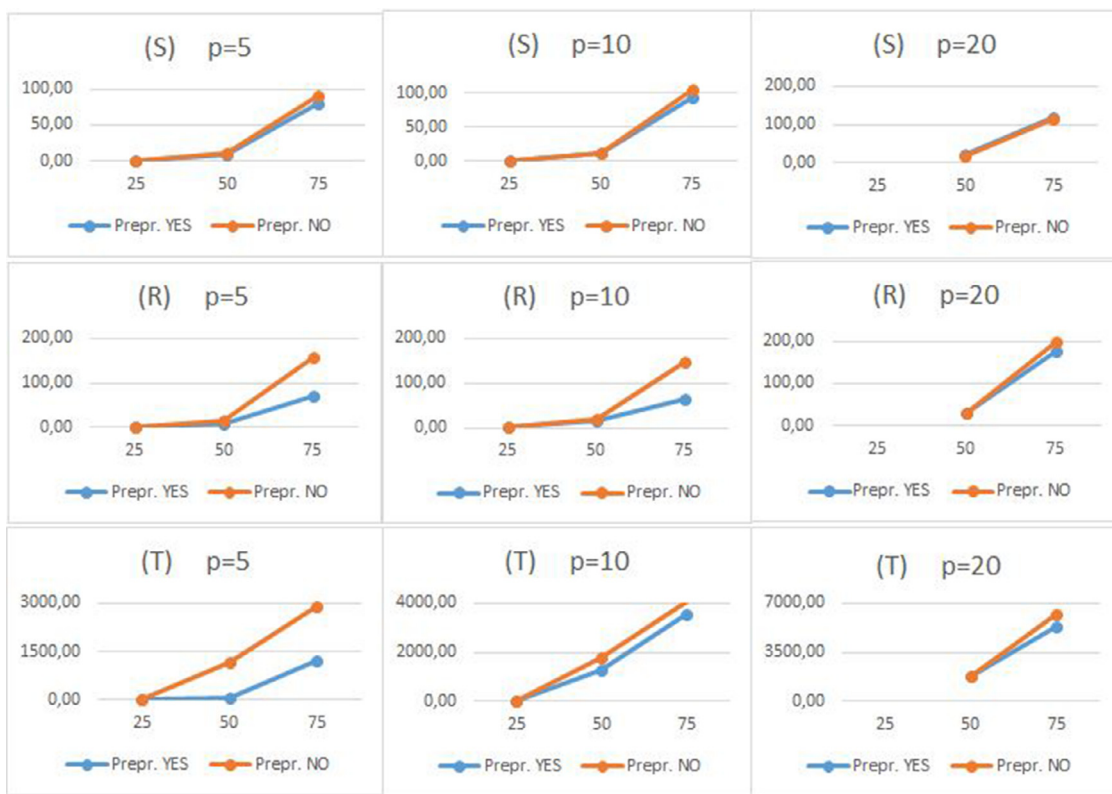 (S) p=5
100,00
50,00
0,00
25 50 75
Prepr. YES Prepr. NO
(S) p=10
100,00
50,00
0,00
25 50 75
Prepr. YES Prepr. NO
(S) p=20
200,00
100,00
0,00
25 50 75
Prepr. YES Prepr. NO
(R) p=5
200,00
100,00
0,00
25 50 75
Prepr. YES Prepr. NO
(R) p=10
200,00
100,00
0,00
25 50 75
Prepr. YES Prepr. NO
(R) p=20
200,00
100,00
0,00
25 50 75
Prepr. YES Prepr. NO
(T) p=5
3000,00
1500,00
0,00
25 50 75
Prepr. YES Prepr. NO
(T) p=10
4000,00
2000,00
0,00
25 50 75
Prepr. YES Prepr. NO
(T) p=20
7000,00
3500,00
0,00
25 50 75
Prepr. YES Prepr. NO